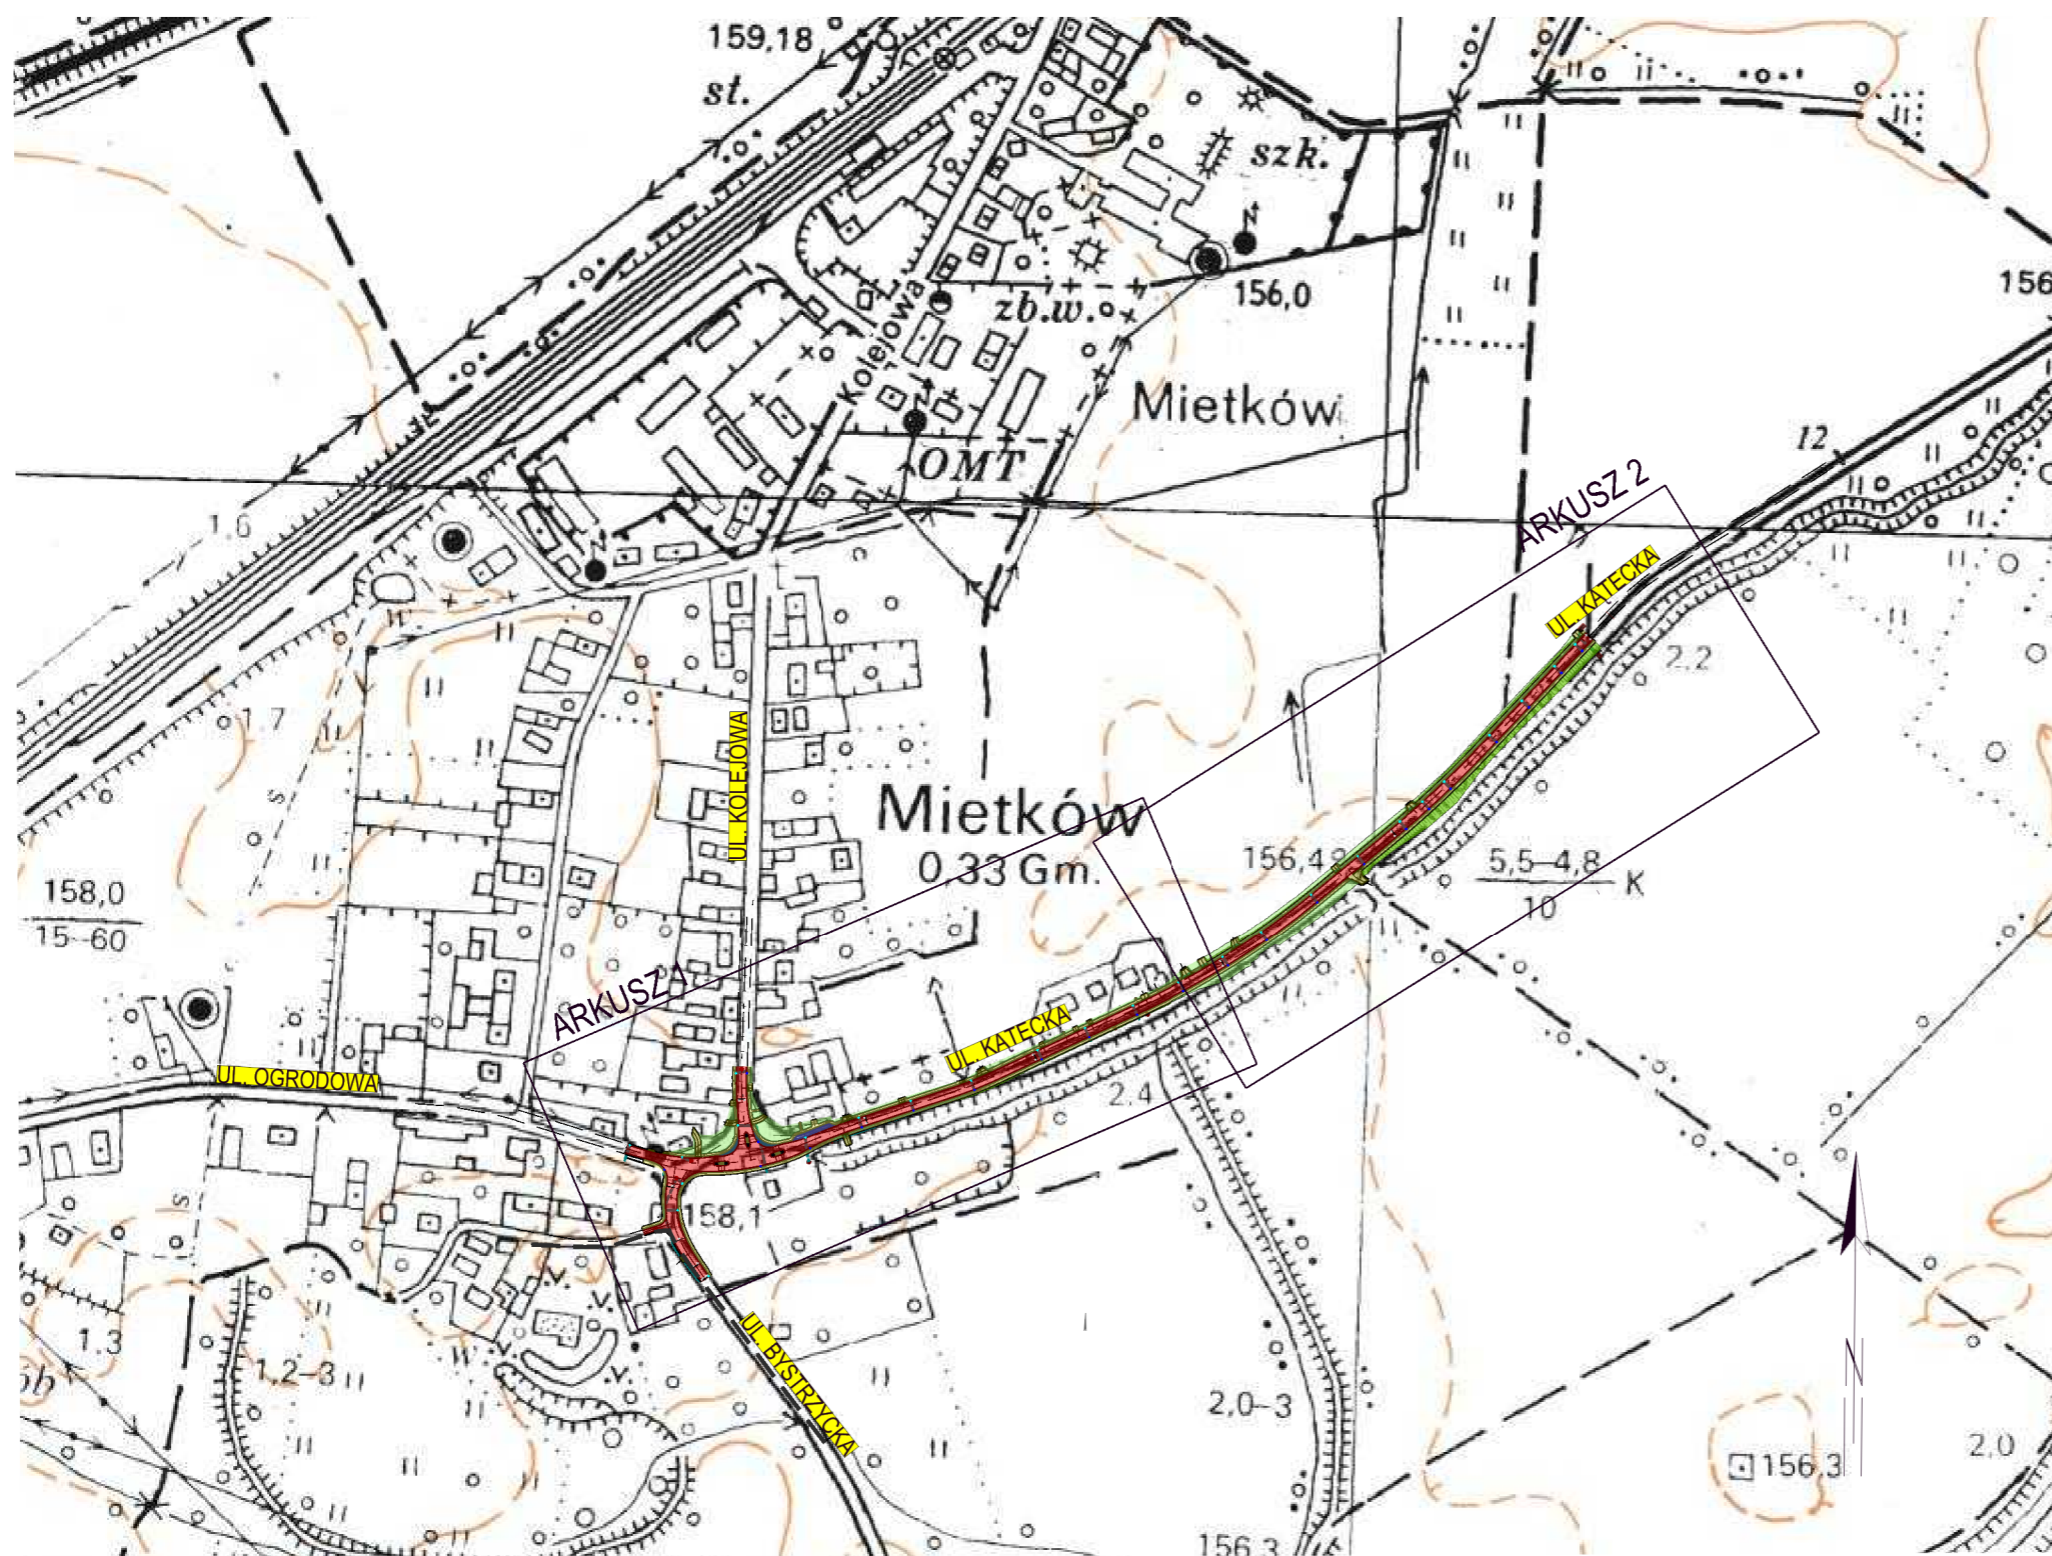 159,18
st.
szk.
zb.w.
156,0
156
Kolejowa
Mietków
OMT
12
ARKUSZ 2
1.6
UL. KATECKA
2.2
1.7
UL. KOLEJOWA
Mietków
0.33 Gm.
156,4
5,5–4,8
10
K
158,0
15–60
ARKUSZ 1
UL. KATECKA
UL. OGRODOWA
2.4
158,1
1.3
1,2–3
W
UL. BYSTRZYCKA
2,0–3
156,3
2,0
156,3
N